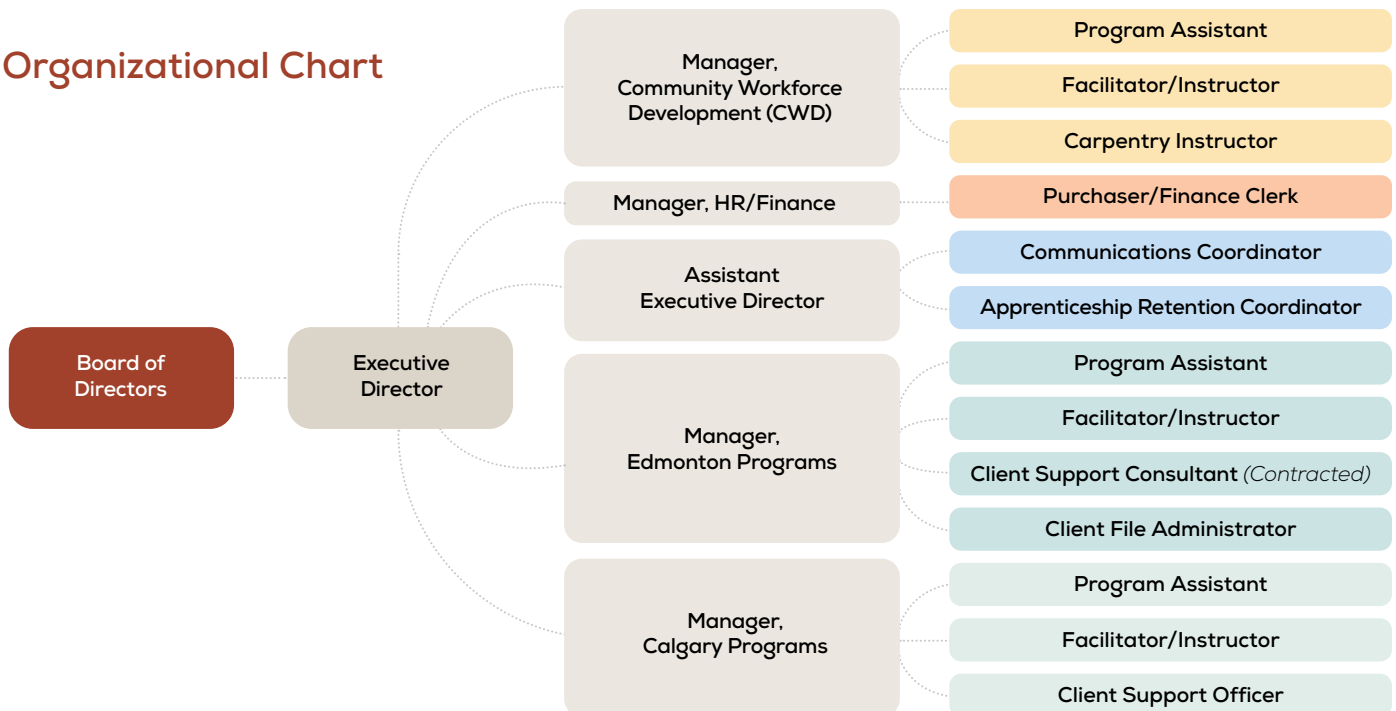 Organizational Chart
Board of
Directors
Executive
Director
Manager,
Community Workforce
Development (CWD)
Program Assistant
Facilitator/Instructor
Carpentry Instructor
Manager, HR/Finance
Purchaser/Finance Clerk
Assistant
Executive Director
Communications Coordinator
Apprenticeship Retention Coordinator
Manager,
Edmonton Programs
Program Assistant
Facilitator/Instructor
Client Support Consultant (Contracted)
Client File Administrator
Manager,
Calgary Programs
Program Assistant
Facilitator/Instructor
Client Support Officer